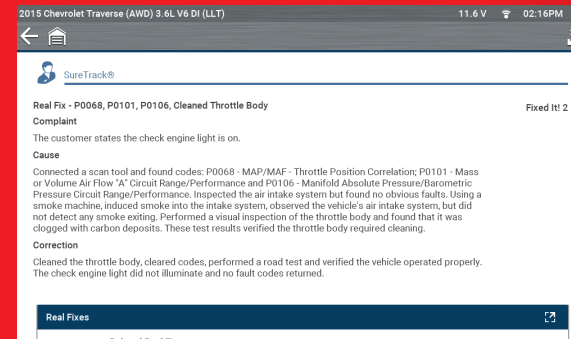 2015 Chevrolet Traverse (AWD) 3.6L V6 DI (LLT) 11.6 V 02:16PM
SureTrack®
Real Fix - P0068, P0101, P0106, Cleaned Throttle Body Fixed It! 2
Complaint
The customer states the check engine light is on.
Cause
Connected a scan tool and found codes: P0068 - MAP/MAF - Throttle Position Correlation; P0101 - Mass
or Volume Air Flow "A" Circuit Range/Performance and P0106 - Manifold Absolute Pressure/Barometric
Pressure Circuit Range/Performance. Inspected the air intake system but found no obvious faults. Using a
smoke machine, induced smoke into the intake system, observed the vehicle's air intake system, but did
not detect any smoke exiting. Performed a visual inspection of the throttle body and found that it was
clogged with carbon deposits. These test results verified the throttle body required cleaning.
Correction
Cleaned the throttle body, cleared codes, performed a road test and verified the vehicle operated properly.
The check engine light did not illuminate and no fault codes returned.
Real Fixes